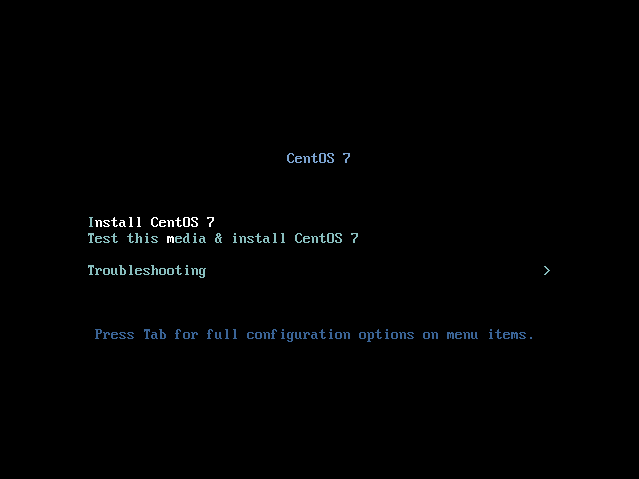 CentOS 7
Install CentOS 7
Test this media & install CentOS 7
Troubleshooting >
Press Tab for full configuration options on menu items.